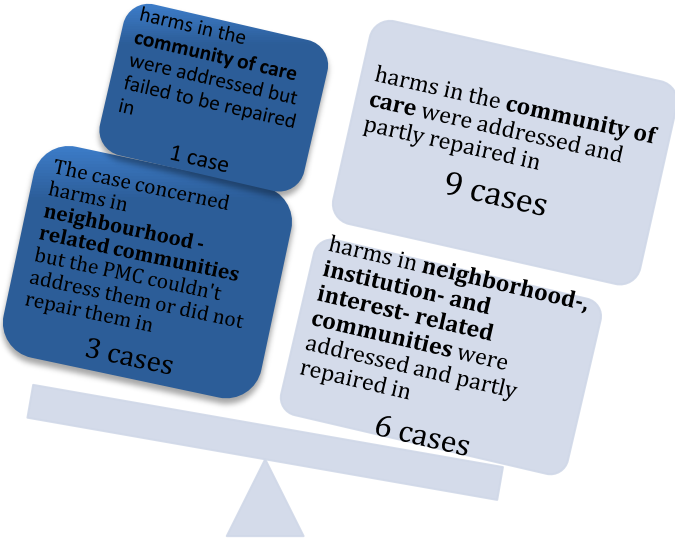 harms in the
community of care
were addressed but
failed to be repaired
in
1 case
The case concerned
harms in
neighbourhood -
related communities
but the PMC couldn't
address them or did not
repair them in
3 cases
harms in the community of
care were addressed and
partly repaired in
9 cases
harms in neighborhood-,
institution- and
interest- related
communities were
addressed and partly
repaired in
6 cases